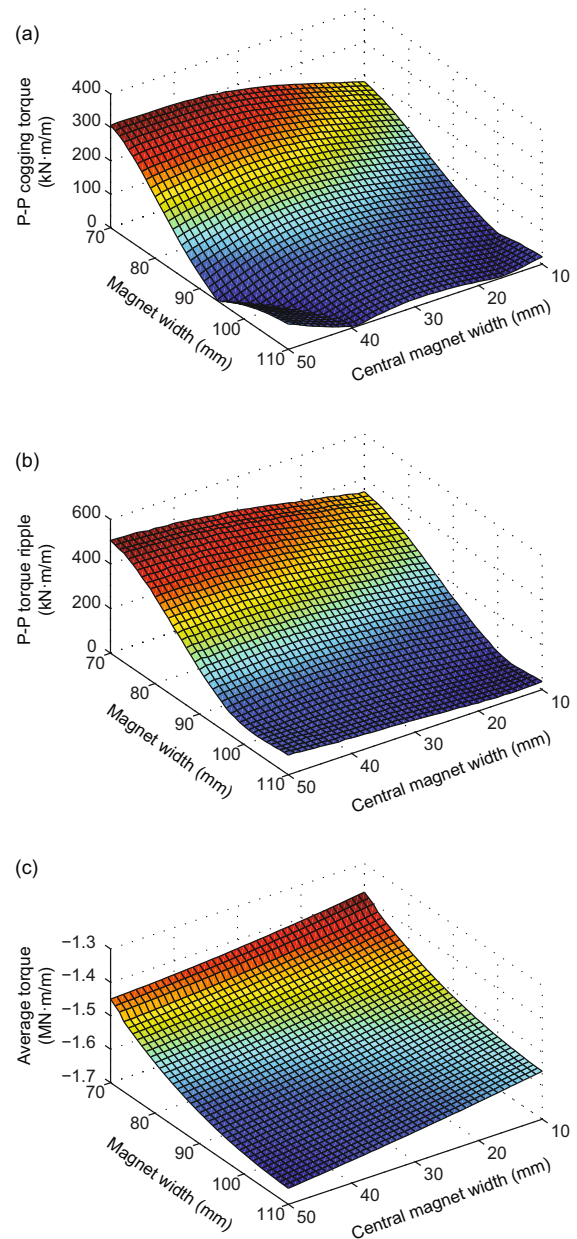 (a)
P-P cogging torque
(kN·m/m)
400
300
200
100
0
70
80
90
100
110
Magnet width (mm)
50
40
30
20
10
Central magnet width (mm)
(b)
P-P torque ripple
(kN·m/m)
600
400
200
0
70
80
90
100
110
Magnet width (mm)
50
40
30
20
10
Central magnet width (mm)
(c)
Average torque
(MN·m/m)
−1.3
−1.4
−1.5
−1.6
−1.7
70
80
90
100
110
Magnet width (mm)
50
40
30
20
10
Central magnet width (mm)